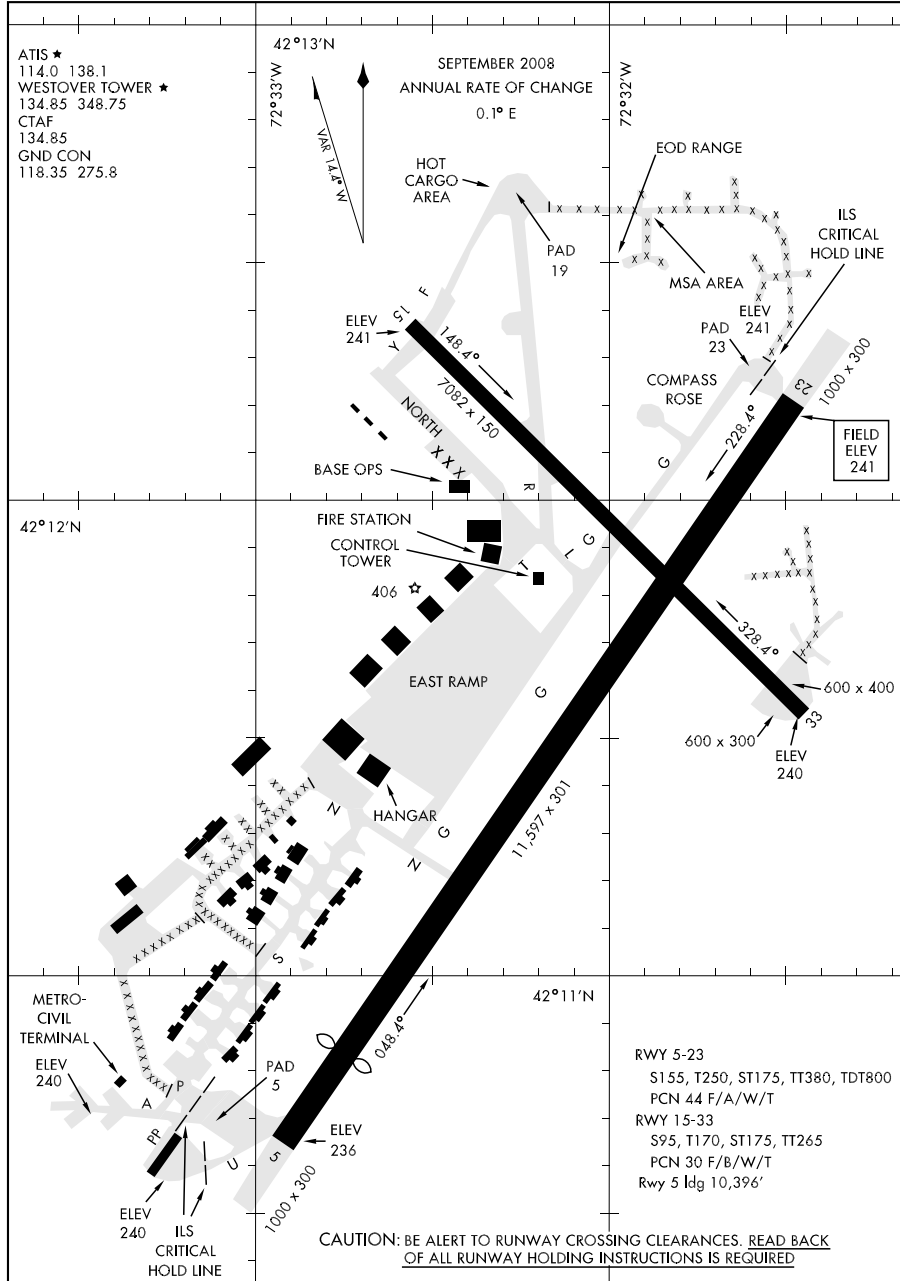 ATIS ★
114.0 138.1
WESTOVER TOWER ★
134.85 348.75
CTAF
134.85
GND CON
118.35 275.8
42°13'N
72°33'W
VAR 14.4° W
SEPTEMBER 2008
ANNUAL RATE OF CHANGE
0.1° E
72°32'W
HOT
CARGO
AREA
PAD
19
EOD RANGE
MSA AREA
ILS
CRITICAL
HOLD LINE
ELEV
241
PAD
23
ELEV
241
15
F
Y
148.4°
7082 x 150
COMPASS
ROSE
23
1000 x 300
228.4°
FIELD
ELEV
241
NORTH
X X X
BASE OPS
R
G
42°12'N
FIRE STATION
CONTROL
TOWER
406
T
L
G
328.4°
600 x 400
600 x 300
33
ELEV
240
EAST RAMP
G
G
11,597 x 301
HANGAR
N
G
N
S
42°11'N
METRO-
CIVIL
TERMINAL
ELEV
240
048.4°
PAD
5
P
A
PP
U
5
ELEV
236
1000 x 300
ELEV
240
ILS
CRITICAL
HOLD LINE
RWY 5-23
S155, T250, ST175, TT380, TDT800
PCN 44 F/A/W/T
RWY 15-33
S95, T170, ST175, TT265
PCN 30 F/B/W/T
Rwy 5 ldg 10,396'
CAUTION: BE ALERT TO RUNWAY CROSSING CLEARANCES. READ BACK
OF ALL RUNWAY HOLDING INSTRUCTIONS IS REQUIRED